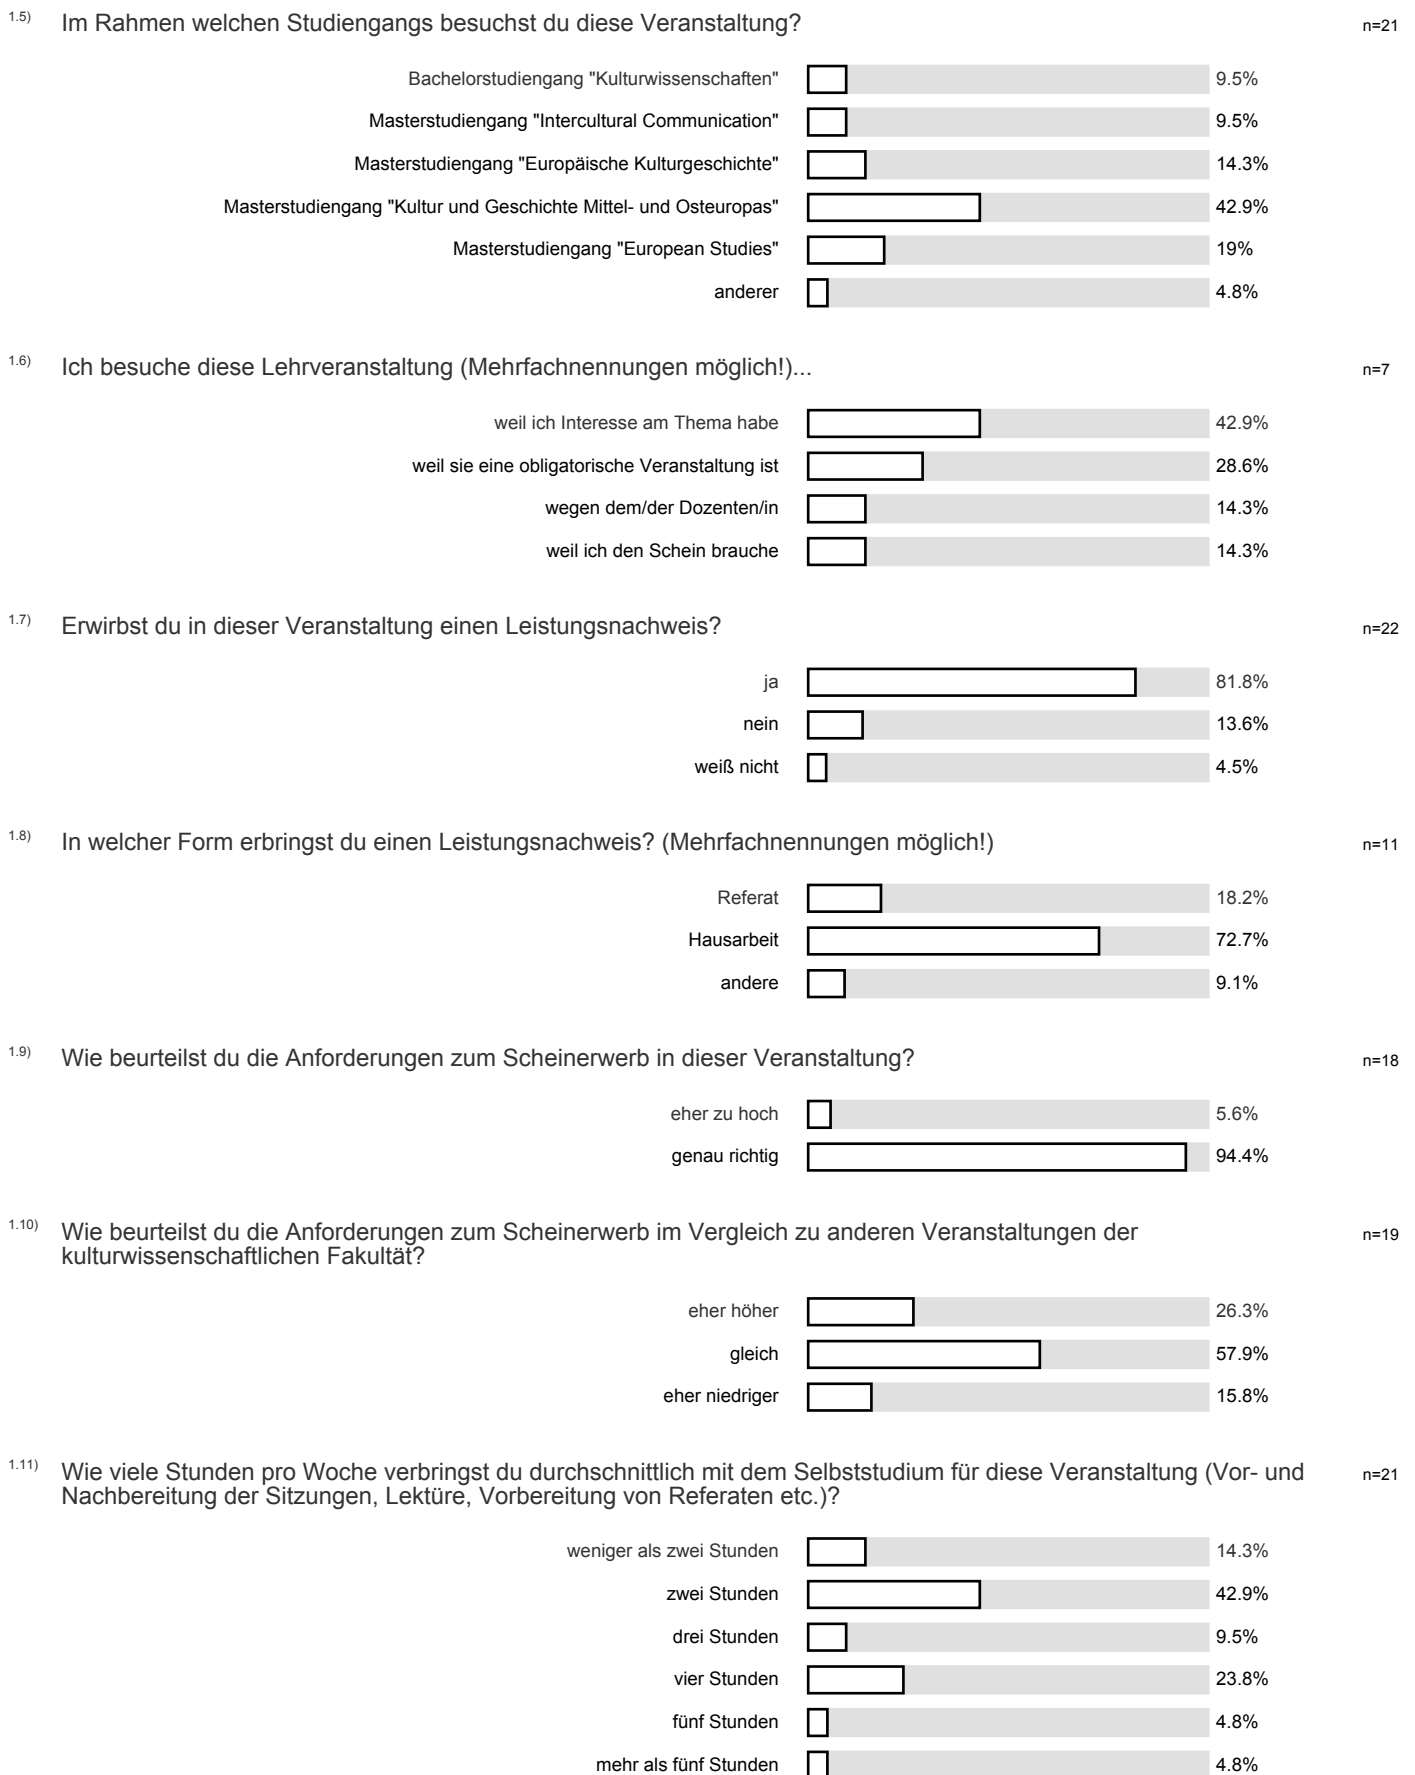 1.5) Im Rahmen welchen Studiengangs besuchst du diese Veranstaltung? n=21
Bachelorstudiengang "Kulturwissenschaften" 9.5%
Masterstudiengang "Intercultural Communication" 9.5%
Masterstudiengang "Europäische Kulturgeschichte" 14.3%
Masterstudiengang "Kultur und Geschichte Mittel- und Osteuropas" 42.9%
Masterstudiengang "European Studies" 19%
anderer 4.8%
1.6) Ich besuche diese Lehrveranstaltung (Mehrfachnennungen möglich!)... n=7
weil ich Interesse am Thema habe 42.9%
weil sie eine obligatorische Veranstaltung ist 28.6%
wegen dem/der Dozenten/in 14.3%
weil ich den Schein brauche 14.3%
1.7) Erwirbst du in dieser Veranstaltung einen Leistungsnachweis? n=22
ja 81.8%
nein 13.6%
weiß nicht 4.5%
1.8) In welcher Form erbringst du einen Leistungsnachweis? (Mehrfachnennungen möglich!) n=11
Referat 18.2%
Hausarbeit 72.7%
andere 9.1%
1.9) Wie beurteilst du die Anforderungen zum Scheinerwerb in dieser Veranstaltung? n=18
eher zu hoch 5.6%
genau richtig 94.4%
1.10) Wie beurteilst du die Anforderungen zum Scheinerwerb im Vergleich zu anderen Veranstaltungen der n=19
kulturwissenschaftlichen Fakultät?
eher höher 26.3%
gleich 57.9%
eher niedriger 15.8%
1.11) Wie viele Stunden pro Woche verbringst du durchschnittlich mit dem Selbststudium für diese Veranstaltung (Vor- und n=21
Nachbereitung der Sitzungen, Lektüre, Vorbereitung von Referaten etc.)?
weniger als zwei Stunden 14.3%
zwei Stunden 42.9%
drei Stunden 9.5%
vier Stunden 23.8%
fünf Stunden 4.8%
mehr als fünf Stunden 4.8%